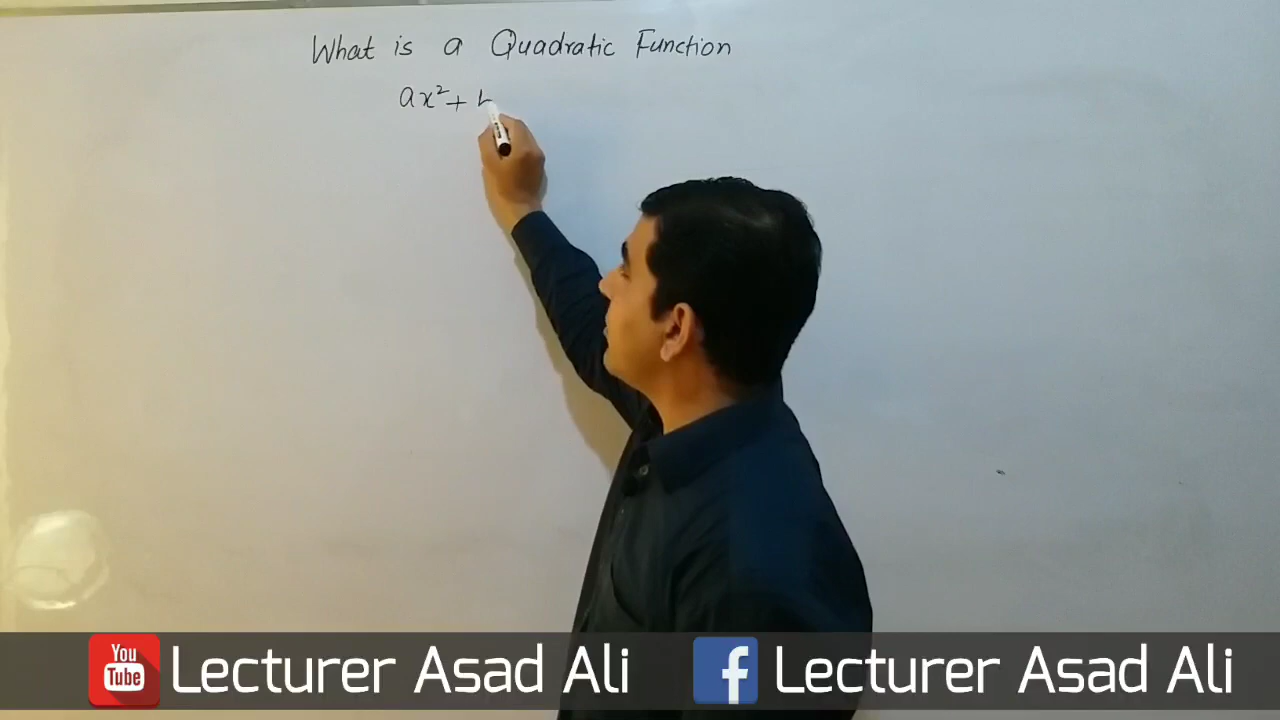 What is a Quadratic Function
ax² +
You Tube Lecturer Asad Ali f Lecturer Asad Ali